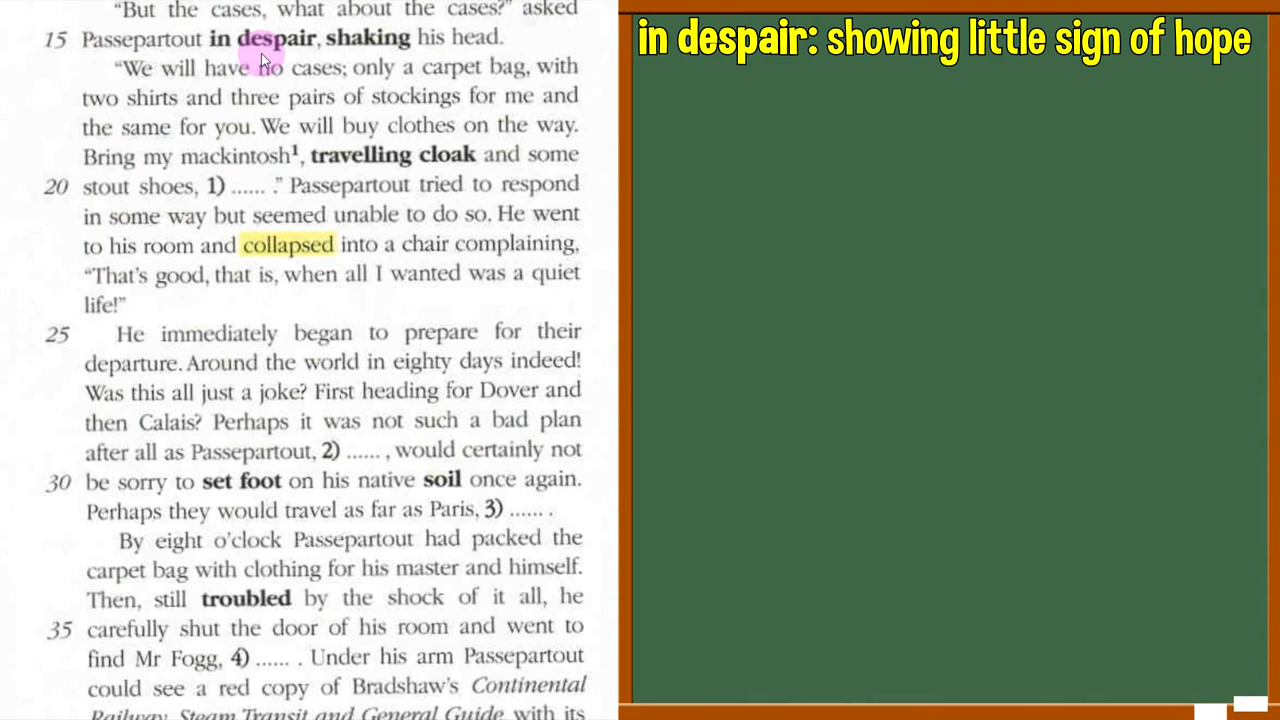 “But the cases, what about the cases?” asked
15 Passepartout in despair, shaking his head.
“We will have no cases; only a carpet bag, with
two shirts and three pairs of stockings for me and
the same for you. We will buy clothes on the way.
Bring my mackintosh¹, travelling cloak and some
20 stout shoes, 1) ...... .” Passepartout tried to respond
in some way but seemed unable to do so. He went
to his room and collapsed into a chair complaining,
“That's good, that is, when all I wanted was a quiet
life!”
25 He immediately began to prepare for their
departure. Around the world in eighty days indeed!
Was this all just a joke? First heading for Dover and
then Calais? Perhaps it was not such a bad plan
after all as Passepartout, 2) ...... , would certainly not
30 be sorry to set foot on his native soil once again.
Perhaps they would travel as far as Paris, 3) ...... .
By eight o'clock Passepartout had packed the
carpet bag with clothing for his master and himself.
Then, still troubled by the shock of it all, he
35 carefully shut the door of his room and went to
find Mr Fogg, 4) ...... . Under his arm Passepartout
could see a red copy of Bradshaw's Continental
Railway, Steam Transit and General Guide with its
in despair: showing little sign of hope